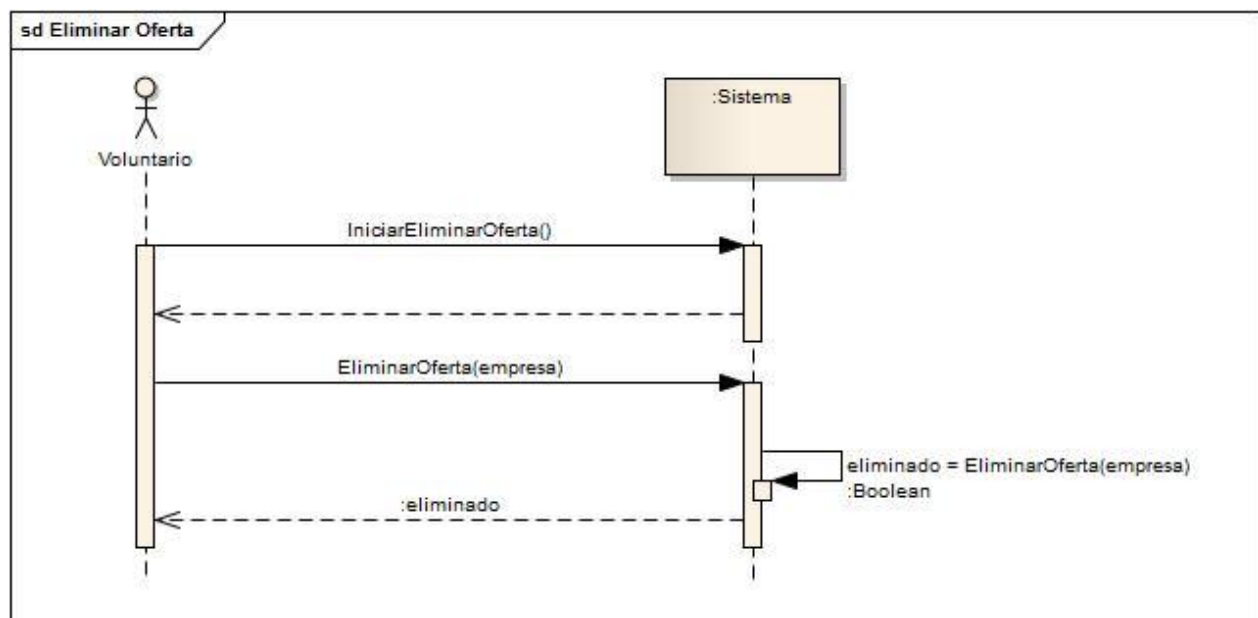 sd Eliminar Oferta
:Sistema
Voluntario
IniciarEliminarOferta()
EliminarOferta(empresa)
eliminado = EliminarOferta(empresa)
:Boolean
:eliminado